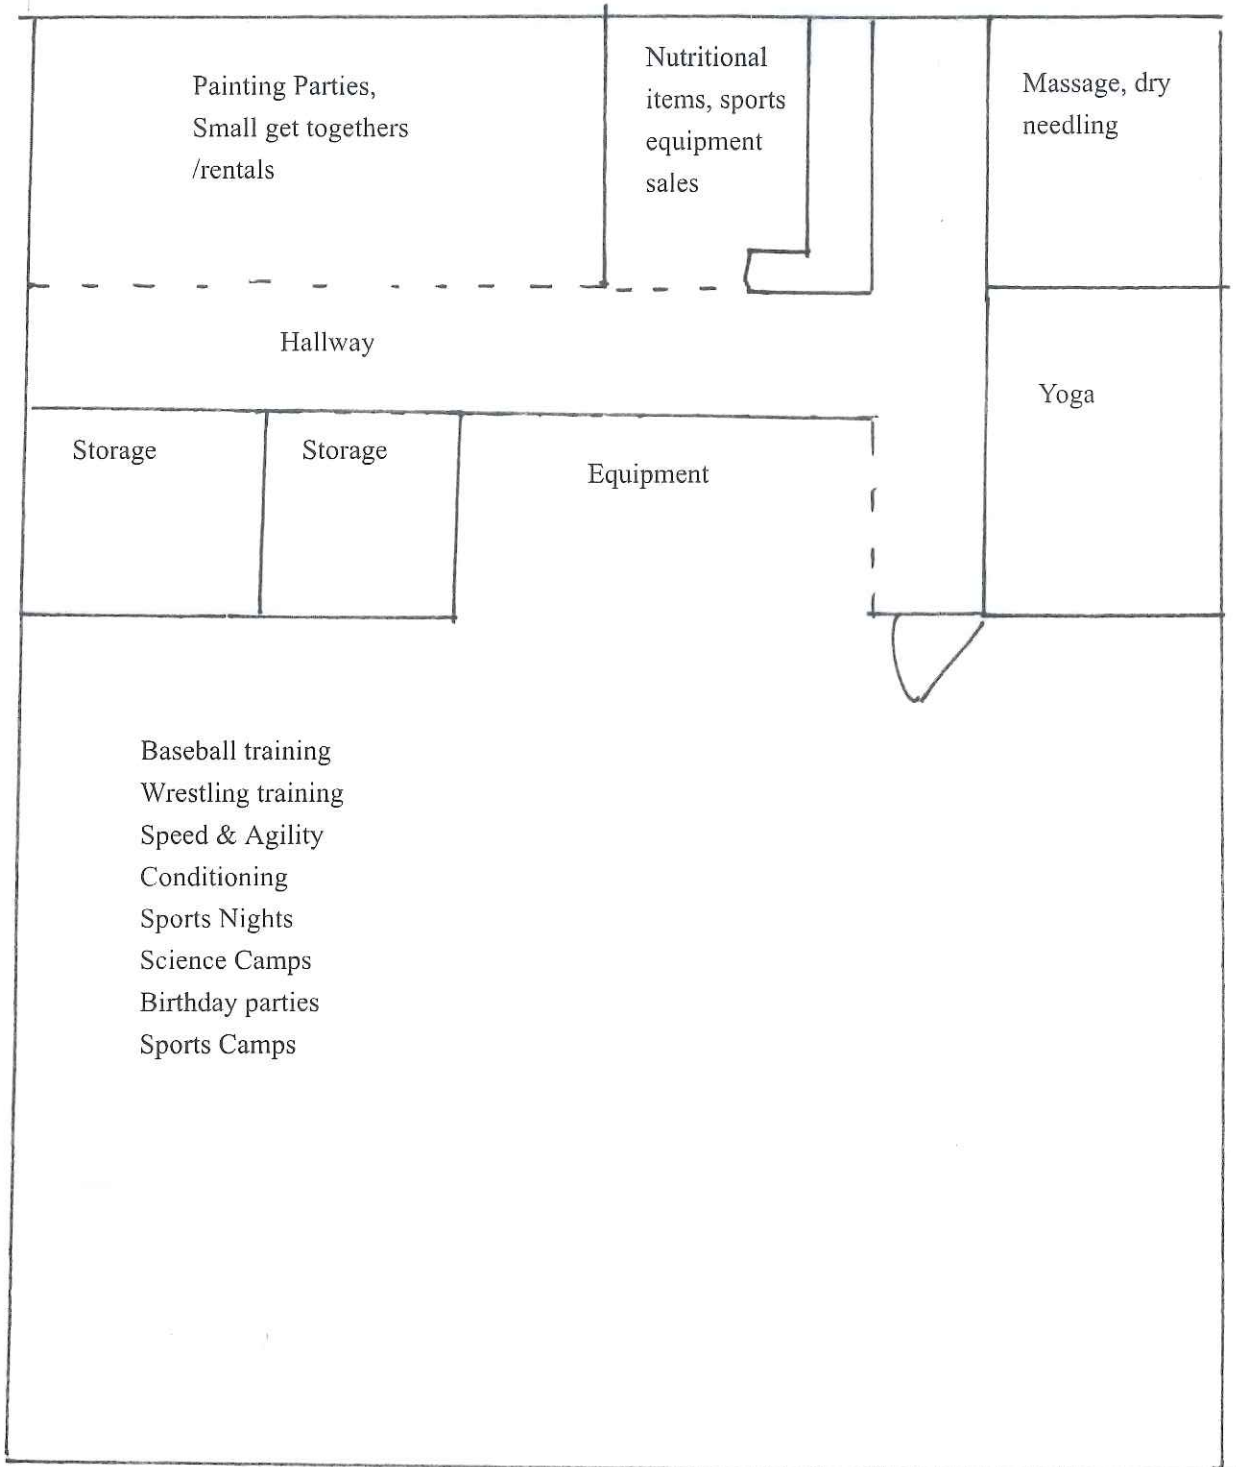 Painting Parties,
Small get togethers
/rentals
Nutritional
items, sports
equipment
sales
Massage, dry
needling
Hallway
Yoga
Storage
Storage
Equipment
Baseball training
Wrestling training
Speed & Agility
Conditioning
Sports Nights
Science Camps
Birthday parties
Sports Camps